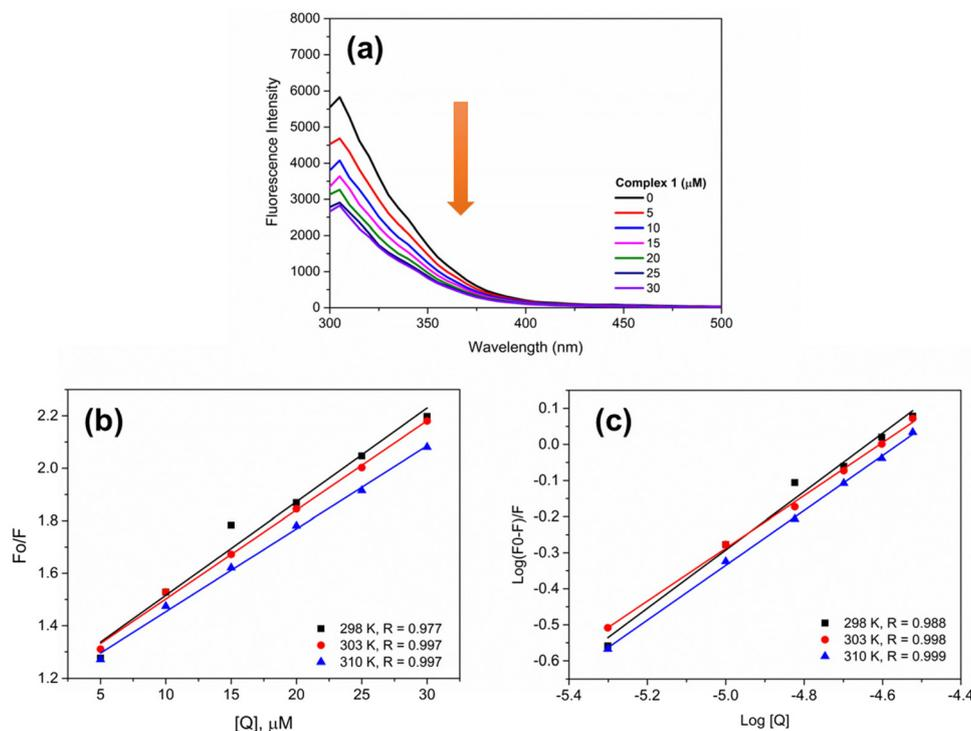 (a)
8000
7000
6000
5000
4000
3000
2000
1000
0
Fluorescence Intensity
300
350
400
450
500
Wavelength (nm)
Complex 1 (μM)
0
5
10
15
20
25
30
(b)
2.2
2.0
1.8
1.6
1.4
1.2
Fo/F
5
10
15
20
25
30
[Q], μM
298 K, R = 0.977
303 K, R = 0.997
310 K, R = 0.997
(c)
0.1
0.0
-0.1
-0.2
-0.3
-0.4
-0.5
-0.6
Log(F0-F)/F
-5.4
-5.2
-5.0
-4.8
-4.6
-4.4
Log [Q]
298 K, R = 0.988
303 K, R = 0.998
310 K, R = 0.999